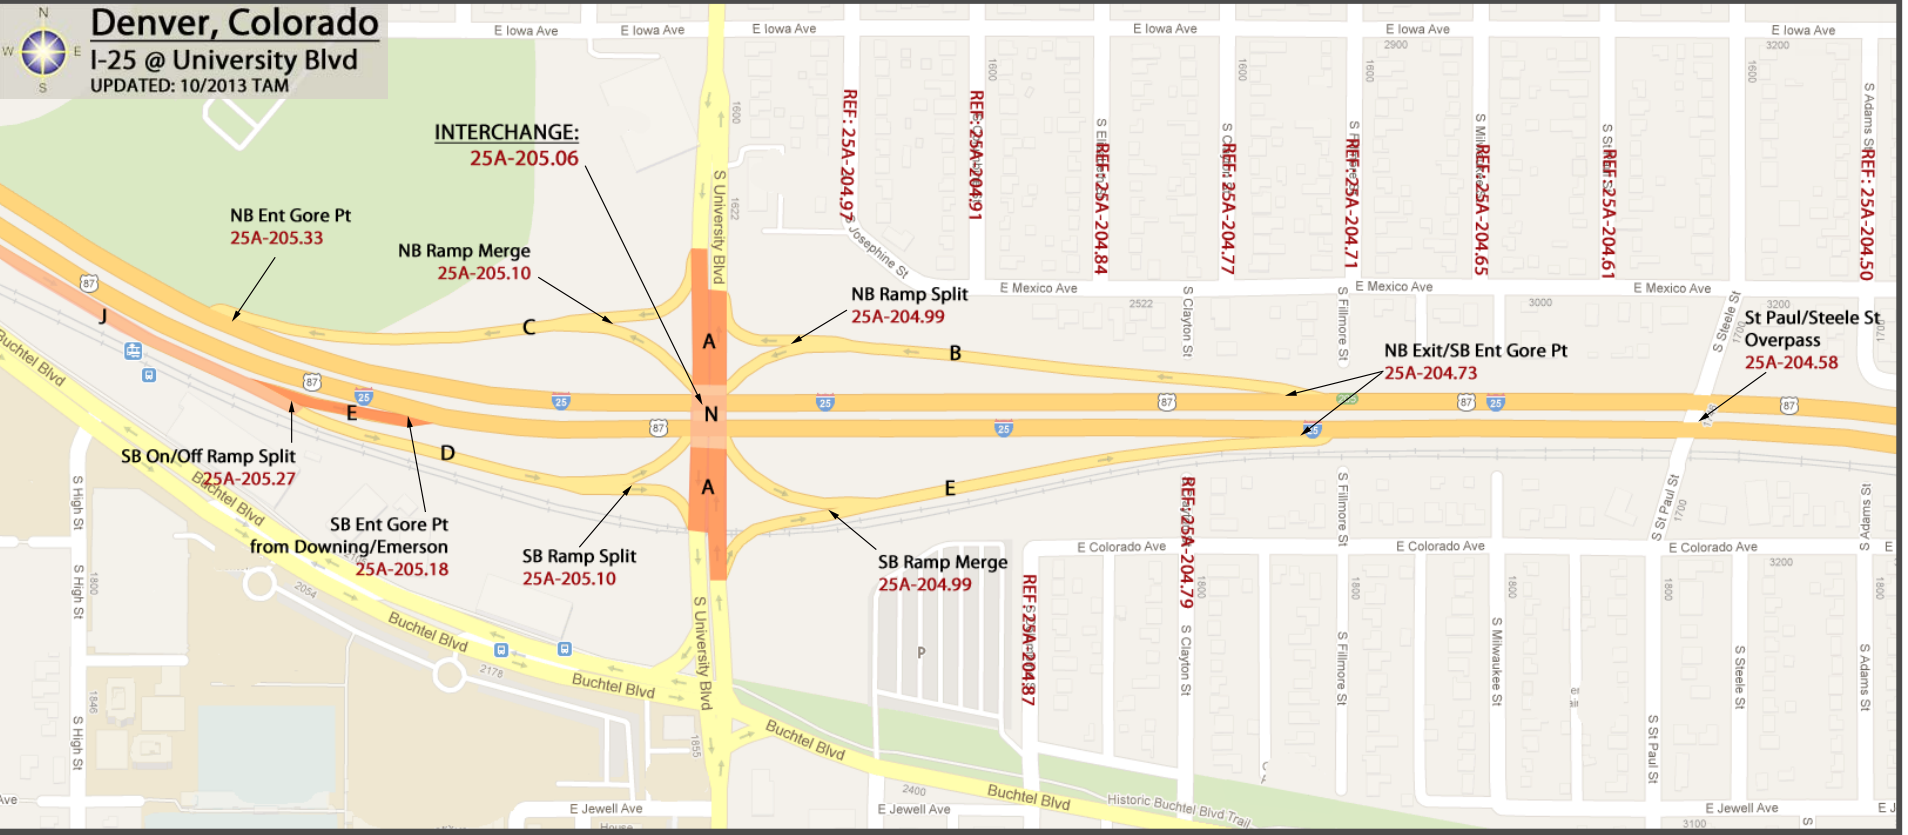 N
W
E
S
Denver, Colorado
I-25 @ University Blvd
UPDATED: 10/2013 TAM
E Iowa Ave
E Iowa Ave
E Iowa Ave
E Iowa Ave
E Iowa Ave
E Iowa Ave
2900
3200
1600
1600
1600
1600
1600
1622
S University Blvd
INTERCHANGE:
25A-205.06
REF: 25A-204.97
REF: 25A-204.91
REF: 25A-204.84
REF: 25A-204.77
REF: 25A-204.71
REF: 25A-204.65
REF: 25A-204.61
REF: 25A-204.50
S Adams St
S Josephine St
NB Ent Gore Pt
25A-205.33
NB Ramp Merge
25A-205.10
NB Ramp Split
25A-204.99
E Mexico Ave
E Mexico Ave
E Mexico Ave
2522
3000
3200
S Clayton St
S Fillmore St
S Steele St
1700
1700
St Paul/Steele St
Overpass
25A-204.58
NB Exit/SB Ent Gore Pt
25A-204.73
J
C
A
B
87
87
25
25
25
87
87
25
87
E
N
87
25
D
A
E
SB On/Off Ramp Split
25A-205.27
SB Ent Gore Pt
from Downing/Emerson
25A-205.18
SB Ramp Split
25A-205.10
SB Ramp Merge
25A-204.99
REF: 25A-204.79
REF: 25A-204.87
Buchtel Blvd
Buchtel Blvd
Buchtel Blvd
Buchtel Blvd
Buchtel Blvd
Buchtel Blvd
S High St
S High St
S High St
1800
1846
2054
2178
S University Blvd
1855
P
E Colorado Ave
E Colorado Ave
E Colorado Ave
E
S Fillmore St
S St Paul St
1700
S Adams St
3200
1800
1800
1800
1800
1800
S Clayton St
S Fillmore St
S Milwaukee St
S St Paul St
S Steele St
S Adams St
Ave
E Jewell Ave
House
E Jewell Ave
2400
Historic Buchtel Blvd Trail
E Jewell Ave
3100
S
E J